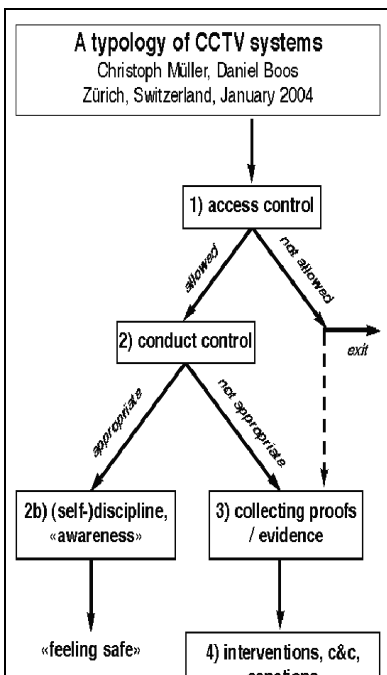 A typology of CCTV systems
Christoph Müller, Daniel Boos
Zürich, Switzerland, January 2004
1) access control
allowed
not allowed
exit
2) conduct control
appropriate
not appropriate
2b) (self-)discipline,
«awareness»
3) collecting proofs
/ evidence
«feeling safe»
4) interventions, c&c,